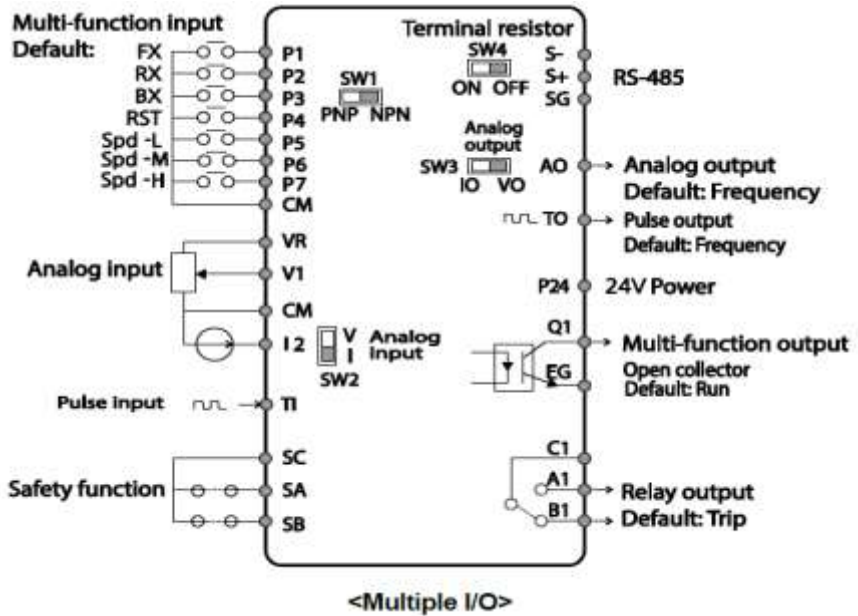 Multi-function input
Default:
FX
RX
BX
RST
Spd -L
Spd -M
Spd -H
P1
P2
P3
P4
P5
P6
P7
CM
SW1
PNP NPN
Terminal resistor
SW4
ON OFF
S-
S+
SG
RS-485
Analog
output
SW3
IO VO
AO
Analog output
Default: Frequency
TO
Pulse output
Default: Frequency
P24
24V Power
Analog input
VR
V1
CM
I2
V
I
Analog
Input
SW2
Q1
EG
Multi-function output
Open collector
Default: Run
Pulse input
TI
Safety function
SC
SA
SB
C1
A1
B1
Relay output
Default: Trip
<Multiple I/O>